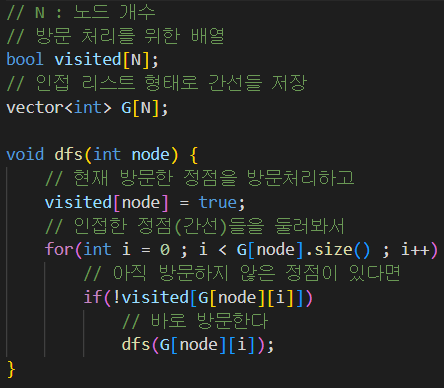 // N : 노드 개수
// 방문 처리를 위한 배열
bool visited[N];
// 인접 리스트 형태로 간선들 저장
vector<int> G[N];

void dfs(int node) {
    // 현재 방문한 정점을 방문처리하고
    visited[node] = true;
    // 인접한 정점(간선)들을 둘러봐서
    for(int i = 0 ; i < G[node].size() ; i++)
        // 아직 방문하지 않은 정점이 있다면
        if(!visited[G[node][i]])
            // 바로 방문한다
            dfs(G[node][i]);
}